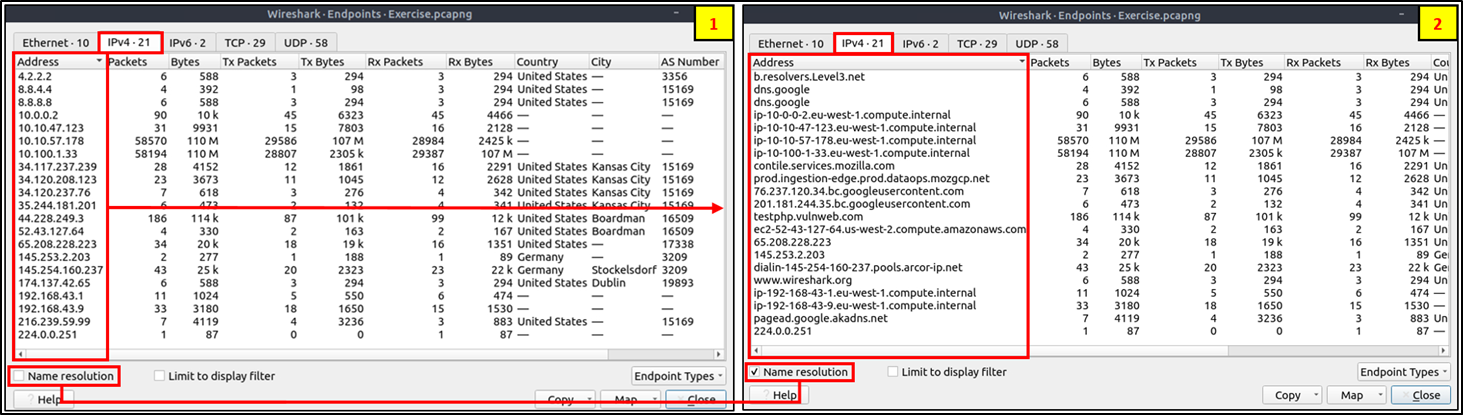 Wireshark · Endpoints · Exercise.pcapng
1
Ethernet · 10 IPv4 · 21 IPv6 · 2 TCP · 29 UDP · 58
Address Packets Bytes Tx Packets Tx Bytes Rx Packets Rx Bytes Country City AS Number
4.2.2.2 6 588 3 294 3 294 United States — 3356
8.8.4.4 4 392 1 98 3 294 United States — 15169
8.8.8.8 6 588 3 294 3 294 United States — 15169
10.0.0.2 90 10 k 45 6323 45 4466 — — —
10.10.47.123 31 9931 15 7803 16 2128 — — —
10.10.57.178 58570 110 M 29586 107 M 28984 2425 k — — —
10.100.1.33 58194 110 M 28807 2305 k 29387 107 M — — —
34.117.237.239 28 4152 12 1861 16 2291 United States Kansas City 15169
34.120.208.123 23 3673 11 1045 12 2628 United States Kansas City 15169
34.120.237.76 7 618 3 276 4 342 United States Kansas City 15169
35.244.181.201 6 473 2 132 4 341 United States Kansas City 15169
44.228.249.3 186 114 k 87 101 k 99 12 k United States Boardman 16509
52.43.127.64 4 330 2 163 2 167 United States Boardman 16509
65.208.228.223 34 20 k 18 19 k 16 1351 United States — 17338
145.253.2.203 2 277 1 188 1 89 Germany — 3209
145.254.160.237 43 25 k 20 2323 23 22 k Germany Stockelsdorf 3209
174.137.42.65 6 588 3 294 3 294 United States Dublin 19893
192.168.43.1 11 1024 5 550 6 474 — — —
192.168.43.9 33 3180 18 1650 15 1530 — — —
216.239.59.99 7 4119 4 3236 3 883 United States — 15169
224.0.0.251 1 87 0 0 1 87 — — —
Name resolution Limit to display filter Endpoint Types
Help Copy Map Close
Wireshark · Endpoints · Exercise.pcapng
2
Ethernet · 10 IPv4 · 21 IPv6 · 2 TCP · 29 UDP · 58
Address Packets Bytes Tx Packets Tx Bytes Rx Packets Rx Bytes Cou
b.resolvers.Level3.net 6 588 3 294 3 294 Un
dns.google 4 392 1 98 3 294 Un
dns.google 6 588 3 294 3 294 Un
ip-10-0-0-2.eu-west-1.compute.internal 90 10 k 45 6323 45 4466 —
ip-10-10-47-123.eu-west-1.compute.internal 31 9931 15 7803 16 2128 —
ip-10-10-57-178.eu-west-1.compute.internal 58570 110 M 29586 107 M 28984 2425 k —
ip-10-100-1-33.eu-west-1.compute.internal 58194 110 M 28807 2305 k 29387 107 M —
contile.services.mozilla.com 28 4152 12 1861 16 2291 Un
prod.ingestion-edge.prod.dataops.mozgcp.net 23 3673 11 1045 12 2628 Un
76.237.120.34.bc.googleusercontent.com 7 618 3 276 4 342 Un
201.181.244.35.bc.googleusercontent.com 6 473 2 132 4 341 Un
testphp.vulnweb.com 186 114 k 87 101 k 99 12 k Un
ec2-52-43-127-64.us-west-2.compute.amazonaws.com 4 330 2 163 2 167 Un
65.208.228.223 34 20 k 18 19 k 16 1351 Un
145.253.2.203 2 277 1 188 1 89 Ger
dialin-145-254-160-237.pools.arcor-ip.net 43 25 k 20 2323 23 22 k Ger
www.wireshark.org 6 588 3 294 3 294 Un
ip-192-168-43-1.eu-west-1.compute.internal 11 1024 5 550 6 474 —
ip-192-168-43-9.eu-west-1.compute.internal 33 3180 18 1650 15 1530 —
pagead.google.akadns.net 7 4119 4 3236 3 883 Un
224.0.0.251 1 87 0 0 1 87 —
Name resolution Limit to display filter Endpoint Types
Help Copy Map Close